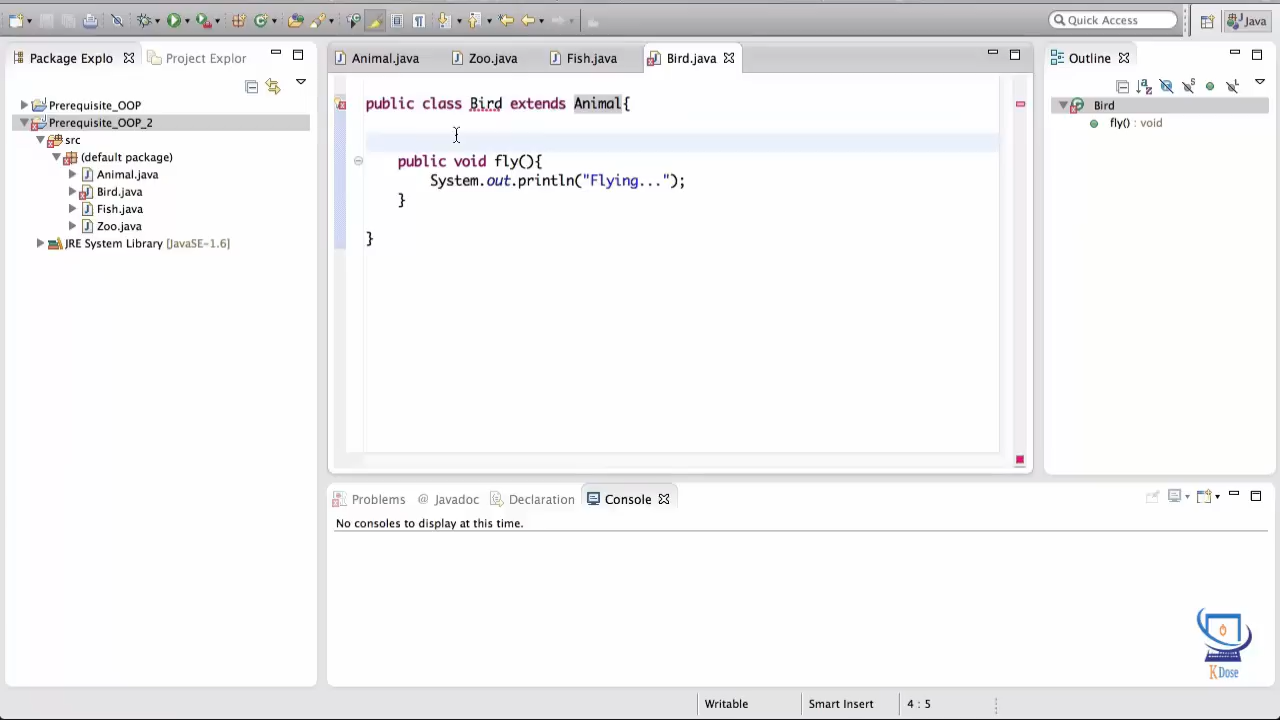 Quick Access
Java
Package Explo
Project Explor
Prerequisite_OOP
Prerequisite_OOP_2
src
(default package)
Animal.java
Bird.java
Fish.java
Zoo.java
JRE System Library [JavaSE-1.6]
Animal.java
Zoo.java
Fish.java
Bird.java
public class Bird extends Animal{
public void fly(){
System.out.println("Flying...");
}
}
Outline
Bird
fly() : void
Problems
@ Javadoc
Declaration
Console
No consoles to display at this time.
KDose
Writable
Smart Insert
4 : 5